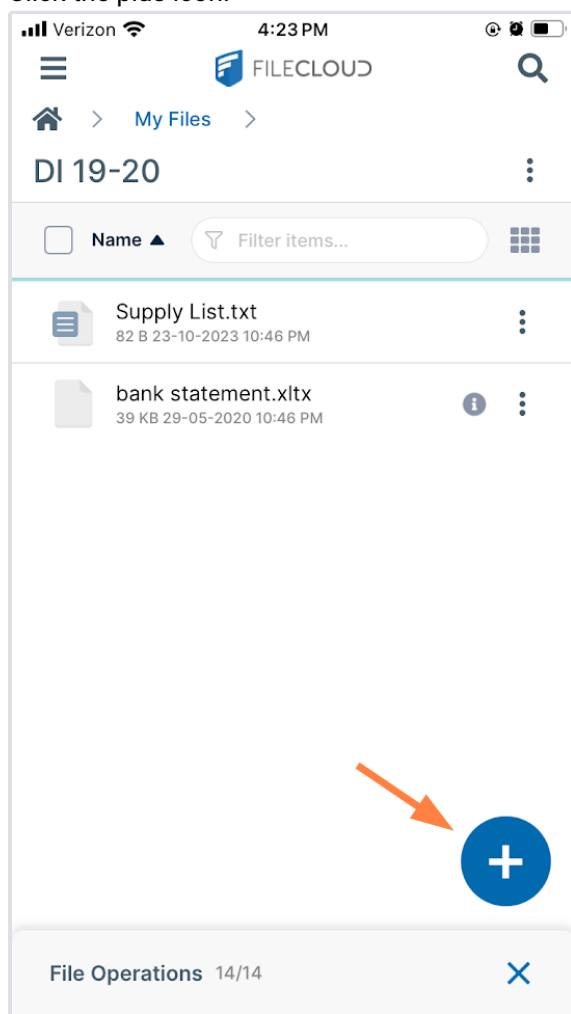 Verizon 4:23 PM
FILECLOUD
> My Files >
DI 19-20
Name ▲ Filter items...
Supply List.txt
82 B 23-10-2023 10:46 PM
bank statement.xltx
39 KB 29-05-2020 10:46 PM
File Operations 14/14